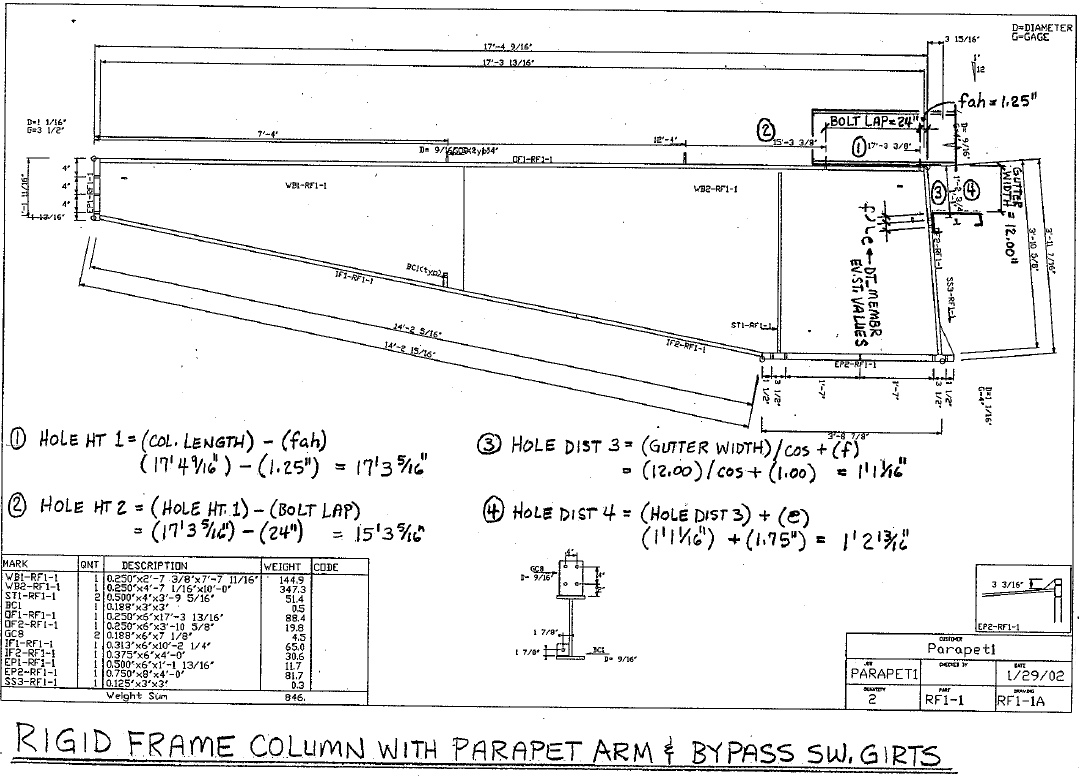 D=DIAMETER
G=GAGE
17'-4 9/16"
3 15/16"
17'-3 13/16"
1"
12
fah = 1.25"
D=1 1/16"
G=3 1/2"
7'-4"
12'-4"
② 
BOLT LAP = 24"
15'-3 3/8"
① 17'-3 3/8"
D= 9/16"
OF1-RF1-1
D= 9/16"
4"
4"
4"
EP1-RF1-1
1'-1 11/16"
1 13/16"
WB1-RF1-1
WB2-RF1-1
③ ④
GUTTER
WIDTH = 12.00"
f
e ← DT_MEMBR
EV.STI. VALUES
OF2-RF1-1
3'-10 5/8"
3'-11 7/16"
SS3-RF1-1
BC1(typ)
IF1-RF1-1
ST1-RF1-1
IF2-RF1-1
EP2-RF1-1
14'-2 5/16"
14'-2 15/16"
1 1/2"
3 1/2"
1'-7"
1'-7"
3 1/2"
1 1/2"
D=1 1/16"
G=4"
3'-8 7/8"
① HOLE HT 1 = (COL. LENGTH) - (fah)
(17'4 9/16") - (1.25") = 17'3 5/16"
② HOLE HT 2 = (HOLE HT. 1) - (BOLT LAP)
= (17'3 5/16") - (24") = 15'3 5/16"
③ HOLE DIST 3 = (GUTTER WIDTH)/COS + (f)
= (12.00)/COS + (1.00) = 1'1 1/16"
④ HOLE DIST 4 = (HOLE DIST 3) + (e)
(1'1 1/16") + (1.75") = 1'2 13/16"
MARK QNT DESCRIPTION WEIGHT CODE
WB1-RF1-1 1 0.250"x2'-7 3/8"x7'-7 11/16" 144.9
WB2-RF1-1 1 0.250"x4'-7 1/16"x10'-0" 347.3
ST1-RF1-1 2 0.500"x4"x3'-9 5/16" 51.4
BC1 1 0.188"x3"x3" 0.5
OF1-RF1-1 1 0.250"x6"x17'-3 13/16" 88.4
OF2-RF1-1 1 0.250"x6"x3'-10 5/8" 19.8
GC8 2 0.188"x6"x7 1/8" 4.5
IF1-RF1-1 1 0.313"x6"x10'-2 1/4" 65.0
IF2-RF1-1 1 0.375"x6"x4'-0" 30.6
EP1-RF1-1 1 0.500"x6"x1'-1 13/16" 11.7
EP2-RF1-1 1 0.750"x8"x4'-0" 81.7
SS3-RF1-1 1 0.125"x3"x3" 0.3
Weight Sum 846.
4"
GC8
D= 9/16"
4"
1 7/8"
1 7/8"
BC1
D= 9/16"
3 3/16"
EP2-RF1-1
CUSTOMER
Parapet1
JOB CHECKED BY DATE
PARAPET1 1/29/02
QUANTITY PART DRAWING
2 RF1-1 RF1-1A
RIGID FRAME COLUMN WITH PARAPET ARM & BYPASS SW. GIRTS